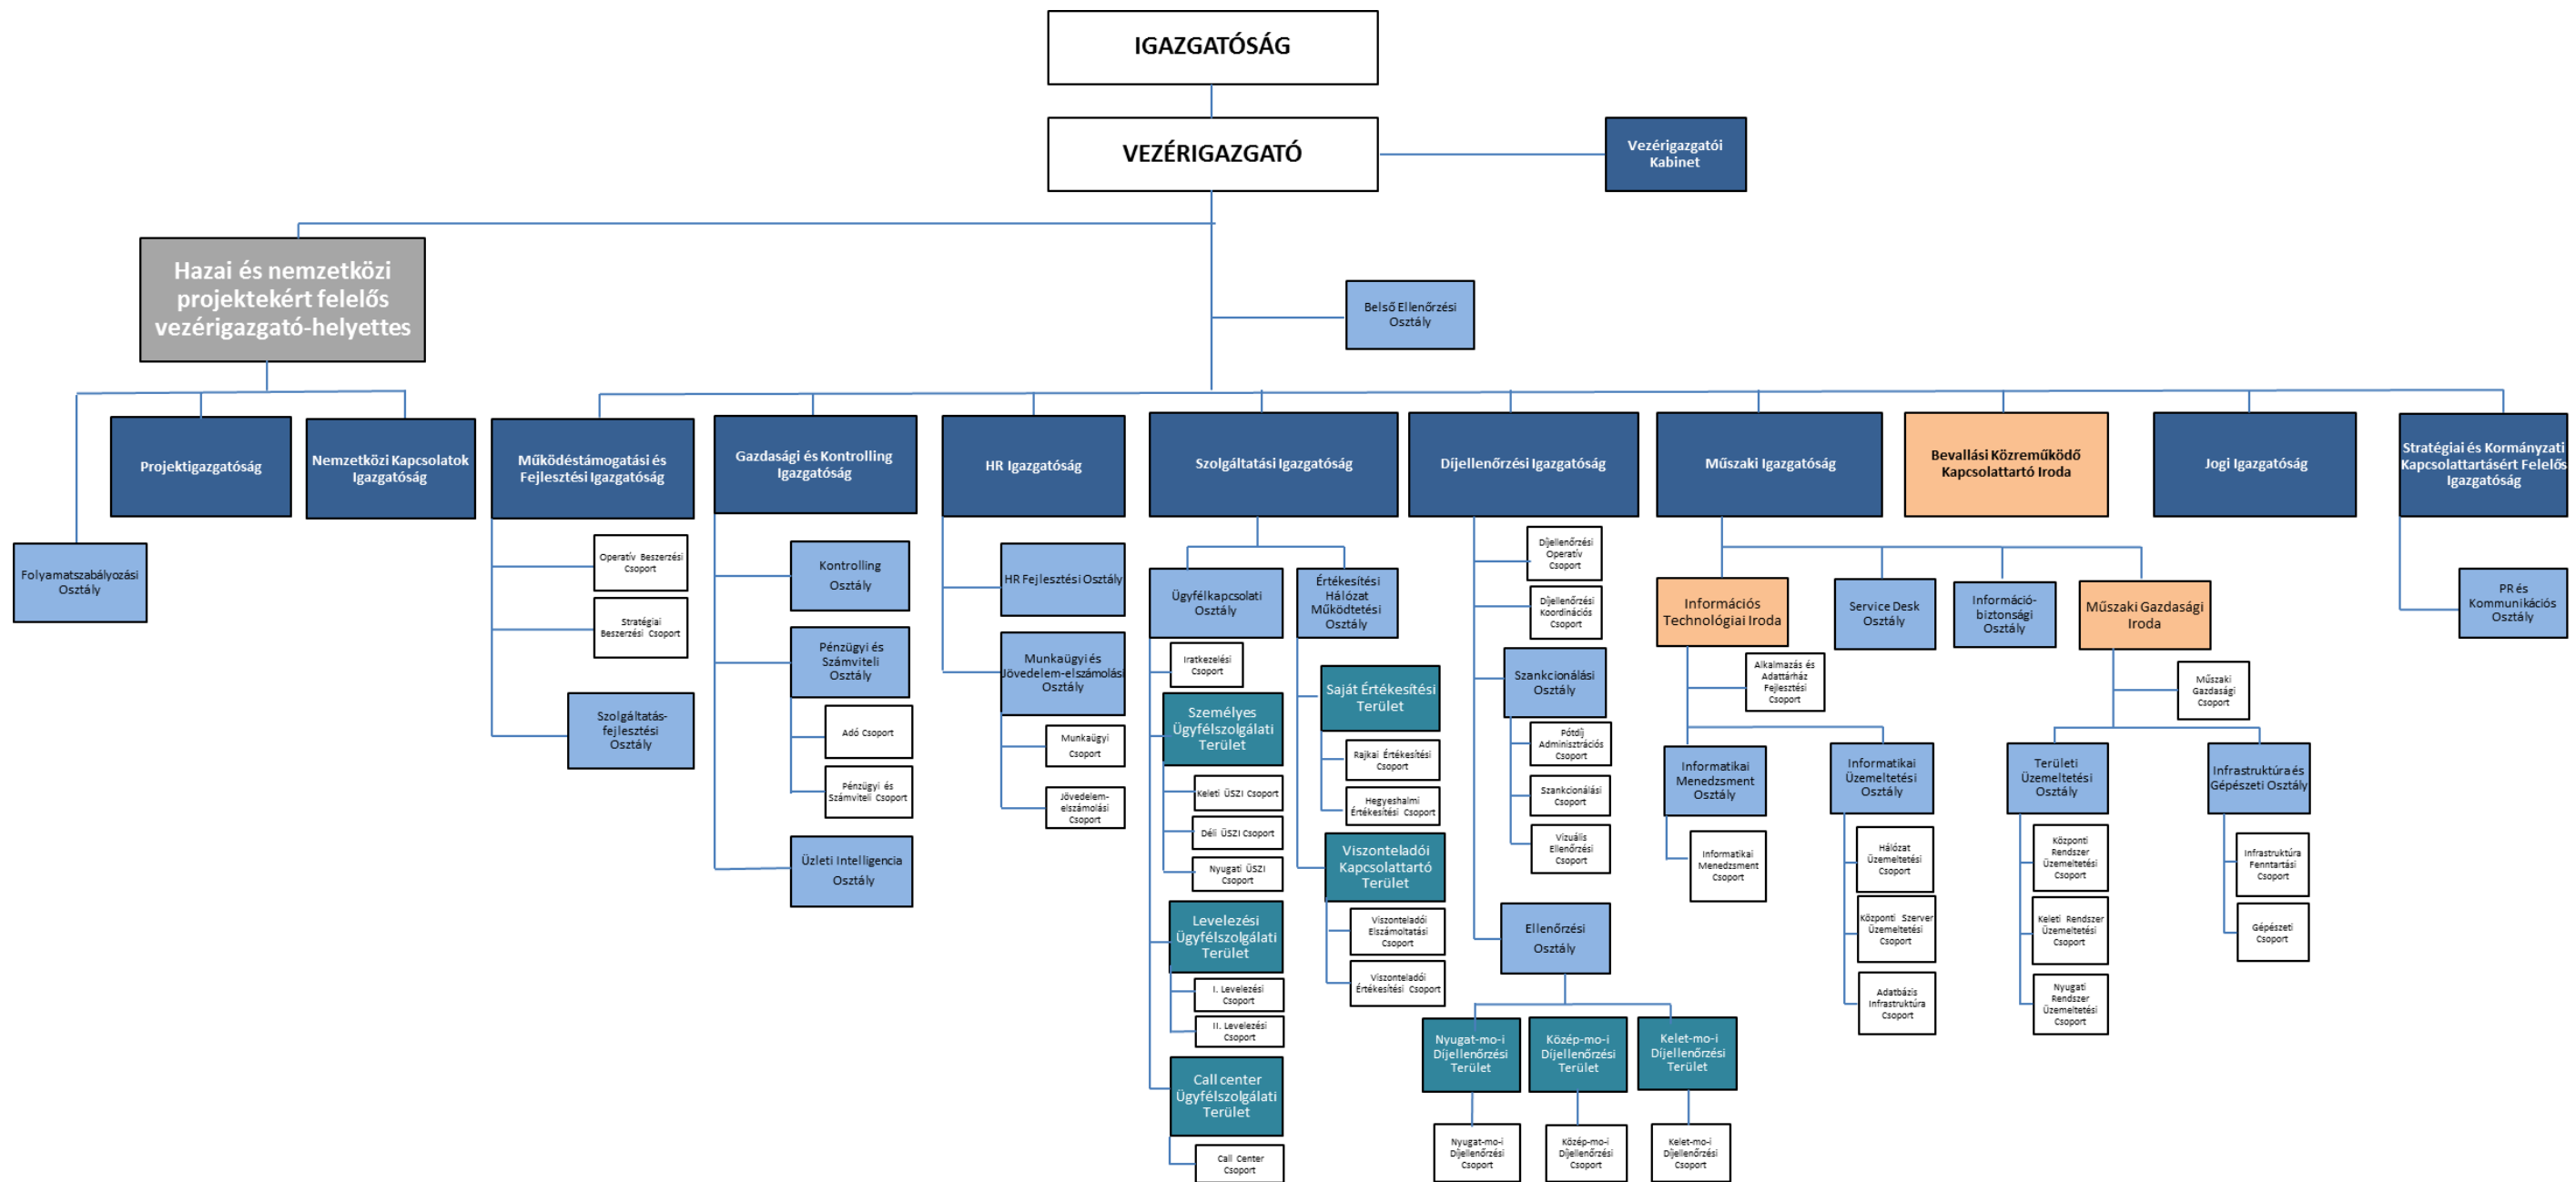 IGAZGATÓSÁG
VEZÉRIGAZGATÓ
Vezérigazgatói
Kabinet
Hazai és nemzetközi
projektekért felelős
vezérigazgató-helyettes
Belső Ellenőrzési
Osztály
Projektigazgatóság
Nemzetközi Kapcsolatok
Igazgatóság
Működéstámogatási és
Fejlesztési Igazgatóság
Gazdasági és Kontrolling
Igazgatóság
HR Igazgatóság
Szolgáltatási Igazgatóság
Díjellenőrzési Igazgatóság
Műszaki Igazgatóság
Bevallási Közreműködő
Kapcsolattartó Iroda
Jogi Igazgatóság
Stratégiai és Kormányzati
Kapcsolattartásért Felelős
Igazgatóság
Folyamatszabályozási
Osztály
Operatív Beszerzési
Csoport
Stratégiai
Beszerzési Csoport
Szolgáltatás-
fejlesztési
Osztály
Kontrolling
Osztály
Pénzügyi és
Számviteli
Osztály
Adó Csoport
Pénzügyi és
Számviteli Csoport
Üzleti Intelligencia
Osztály
HR Fejlesztési Osztály
Munkaügyi és
Jövedelem-elszámolási
Osztály
Munkaügyi
Csoport
Jövedelem-
elszámolási
Csoport
Ügyfélkapcsolati
Osztály
Iratkezelési
Csoport
Személyes
Ügyfélszolgálati
Terület
Keleti ÜSZI Csoport
Déli ÜSZI Csoport
Nyugati ÜSZI
Csoport
Levelezési
Ügyfélszolgálati
Terület
I. Levelezési
Csoport
II. Levelezési
Csoport
Call center
Ügyfélszolgálati
Terület
Call Center
Csoport
Értékesítési
Hálózat
Működtetési
Osztály
Saját Értékesítési
Terület
Rajkai Értékesítési
Csoport
Hegyeshalmi
Értékesítési Csoport
Viszonteladói
Kapcsolattartó
Terület
Viszonteladói
Elszámoltatási
Csoport
Viszonteladói
Értékesítési Csoport
Díjellenőrzési
Operatív
Csoport
Díjellenőrzési
Koordinációs
Csoport
Szankcionálási
Osztály
Pótdíj
Adminisztrációs
Csoport
Szankcionálási
Csoport
Vizuális
Ellenőrzési
Csoport
Ellenőrzési
Osztály
Nyugat-mo-i
Díjellenőrzési
Terület
Közép-mo-i
Díjellenőrzési
Terület
Kelet-mo-i
Díjellenőrzési
Terület
Nyugat-mo-i
Díjellenőrzési
Csoport
Közép-mo-i
Díjellenőrzési
Csoport
Kelet-mo-i
Díjellenőrzési
Csoport
Információs
Technológiai Iroda
Service Desk
Osztály
Információ-
biztonsági
Osztály
Műszaki Gazdasági
Iroda
Alkalmazás és
Adattárház
Fejlesztési
Csoport
Műszaki
Gazdasági
Csoport
Informatikai
Menedzsment
Osztály
Informatikai
Menedzsment
Csoport
Informatikai
Üzemeltetési
Osztály
Hálózat
Üzemeltetési
Csoport
Központi Szerver
Üzemeltetési
Csoport
Adatbázis
Infrastruktúra
Csoport
Területi
Üzemeltetési
Osztály
Központi
Rendszer
Üzemeltetési
Csoport
Keleti Rendszer
Üzemeltetési
Csoport
Nyugati
Rendszer
Üzemeltetési
Csoport
Infrastruktúra és
Gépészeti Osztály
Infrastruktúra
Fenntartási
Csoport
Gépészeti
Csoport
PR és
Kommunikációs
Osztály